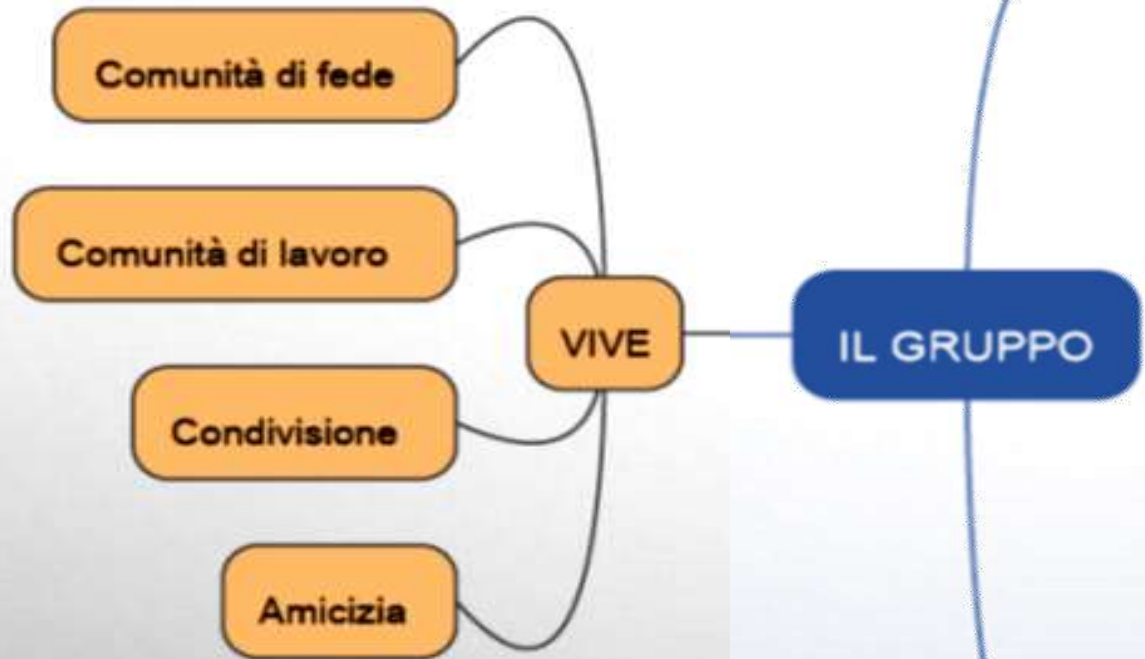 Comunità di fede
Comunità di lavoro
VIVE
IL GRUPPO
Condivisione
Amicizia